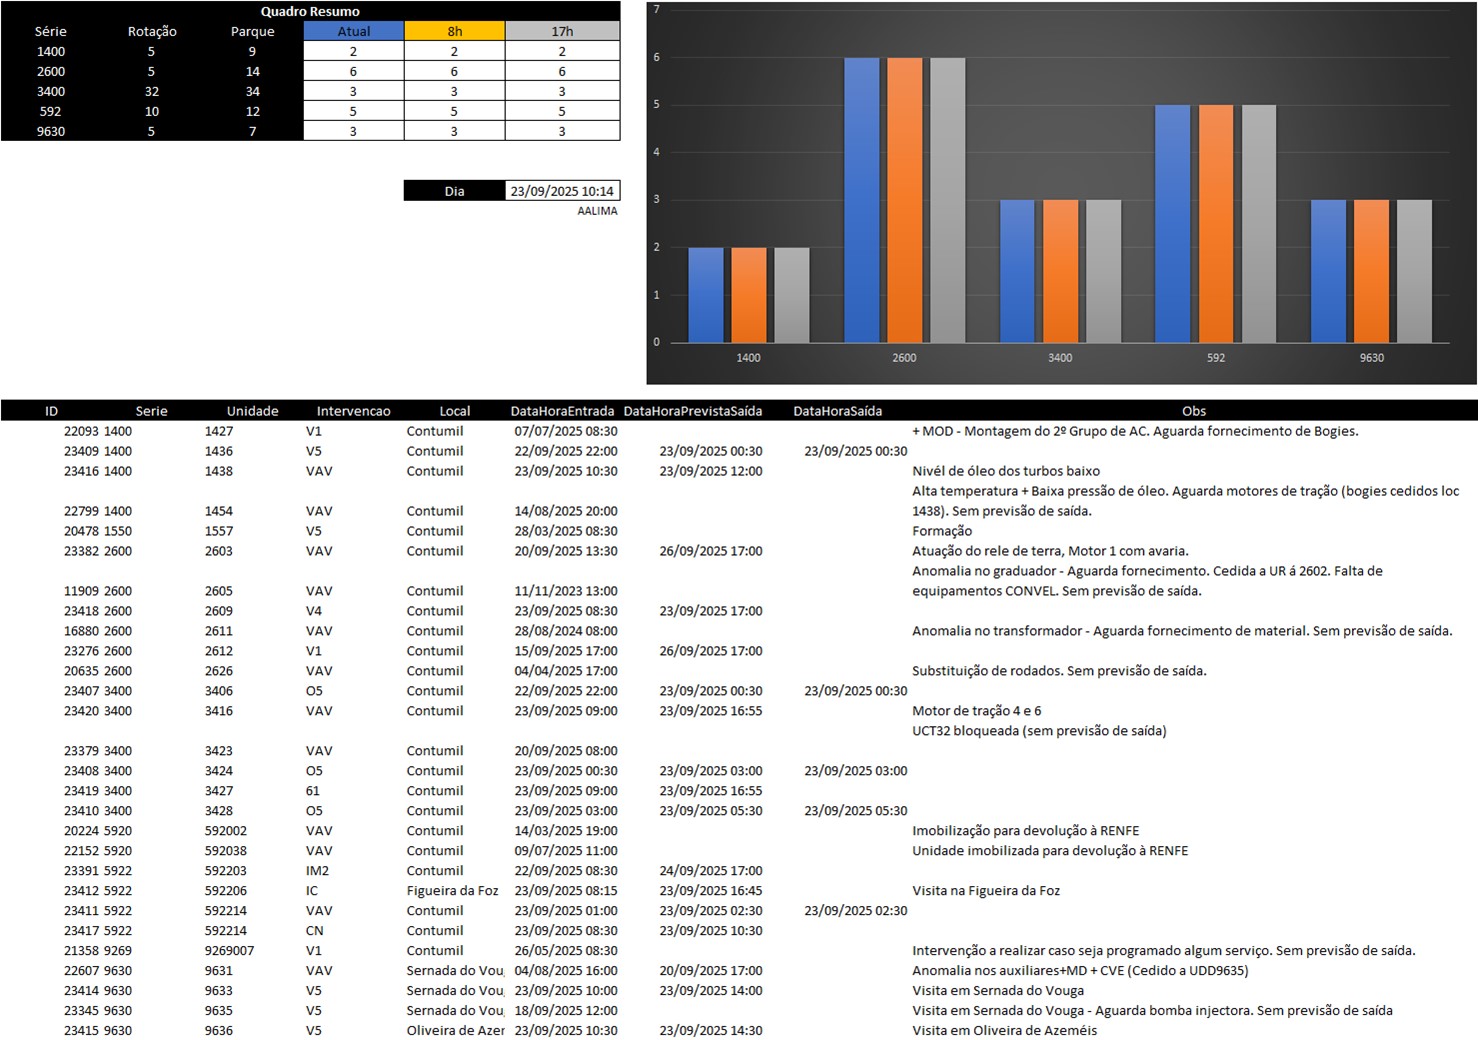 Quadro Resumo
Série Rotação Parque Atual 8h 17h
1400 5 9 2 2 2
2600 5 14 6 6 6
3400 32 34 3 3 3
592 10 12 5 5 5
9630 5 7 3 3 3
Dia 23/09/2025 10:14
AALIMA
7
6
5
4
3
2
1
0
1400 2600 3400 592 9630
ID Serie Unidade Intervencao Local DataHoraEntrada DataHoraPrevistaSaída DataHoraSaída Obs
22093 1400 1427 V1 Contumil 07/07/2025 08:30 + MOD - Montagem do 2º Grupo de AC. Aguarda fornecimento de Bogies.
23409 1400 1436 V5 Contumil 22/09/2025 22:00 23/09/2025 00:30 23/09/2025 00:30
23416 1400 1438 VAV Contumil 23/09/2025 10:30 23/09/2025 12:00 Nivél de óleo dos turbos baixo
Alta temperatura + Baixa pressão de óleo. Aguarda motores de tração (bogies cedidos loc
22799 1400 1454 VAV Contumil 14/08/2025 20:00 1438). Sem previsão de saída.
20478 1550 1557 V5 Contumil 28/03/2025 08:30 Formação
23382 2600 2603 VAV Contumil 20/09/2025 13:30 26/09/2025 17:00 Atuação do rele de terra, Motor 1 com avaria.
Anomalia no graduador - Aguarda fornecimento. Cedida a UR á 2602. Falta de
11909 2600 2605 VAV Contumil 11/11/2023 13:00 equipamentos CONVEL. Sem previsão de saída.
23418 2600 2609 V4 Contumil 23/09/2025 08:30 23/09/2025 17:00
16880 2600 2611 VAV Contumil 28/08/2024 08:00 Anomalia no transformador - Aguarda fornecimento de material. Sem previsão de saída.
23276 2600 2612 V1 Contumil 15/09/2025 17:00 26/09/2025 17:00
20635 2600 2626 VAV Contumil 04/04/2025 17:00 Substituição de rodados. Sem previsão de saída.
23407 3400 3406 O5 Contumil 22/09/2025 22:00 23/09/2025 00:30 23/09/2025 00:30
23420 3400 3416 VAV Contumil 23/09/2025 09:00 23/09/2025 16:55 Motor de tração 4 e 6
UCT32 bloqueada (sem previsão de saída)
23379 3400 3423 VAV Contumil 20/09/2025 08:00
23408 3400 3424 O5 Contumil 23/09/2025 00:30 23/09/2025 03:00 23/09/2025 03:00
23419 3400 3427 61 Contumil 23/09/2025 09:00 23/09/2025 16:55
23410 3400 3428 O5 Contumil 23/09/2025 03:00 23/09/2025 05:30 23/09/2025 05:30
20224 5920 592002 VAV Contumil 14/03/2025 19:00 Imobilização para devolução à RENFE
22152 5920 592038 VAV Contumil 09/07/2025 11:00 Unidade imobilizada para devolução à RENFE
23391 5922 592203 IM2 Contumil 22/09/2025 08:30 24/09/2025 17:00
23412 5922 592206 IC Figueira da Foz 23/09/2025 08:15 23/09/2025 16:45 Visita na Figueira da Foz
23411 5922 592214 VAV Contumil 23/09/2025 01:00 23/09/2025 02:30 23/09/2025 02:30
23417 5922 592214 CN Contumil 23/09/2025 08:30 23/09/2025 10:30
21358 9269 9269007 V1 Contumil 26/05/2025 08:30 Intervenção a realizar caso seja programado algum serviço. Sem previsão de saída.
22607 9630 9631 VAV Sernada do Vou 04/08/2025 16:00 20/09/2025 17:00 Anomalia nos auxiliares+MD + CVE (Cedido a UDD9635)
23414 9630 9633 V5 Sernada do Vou 23/09/2025 10:00 23/09/2025 14:00 Visita em Sernada do Vouga
23345 9630 9635 V5 Sernada do Vou 18/09/2025 12:00 Visita em Sernada do Vouga - Aguarda bomba injectora. Sem previsão de saída
23415 9630 9636 V5 Oliveira de Azer 23/09/2025 10:30 23/09/2025 14:30 Visita em Oliveira de Azeméis